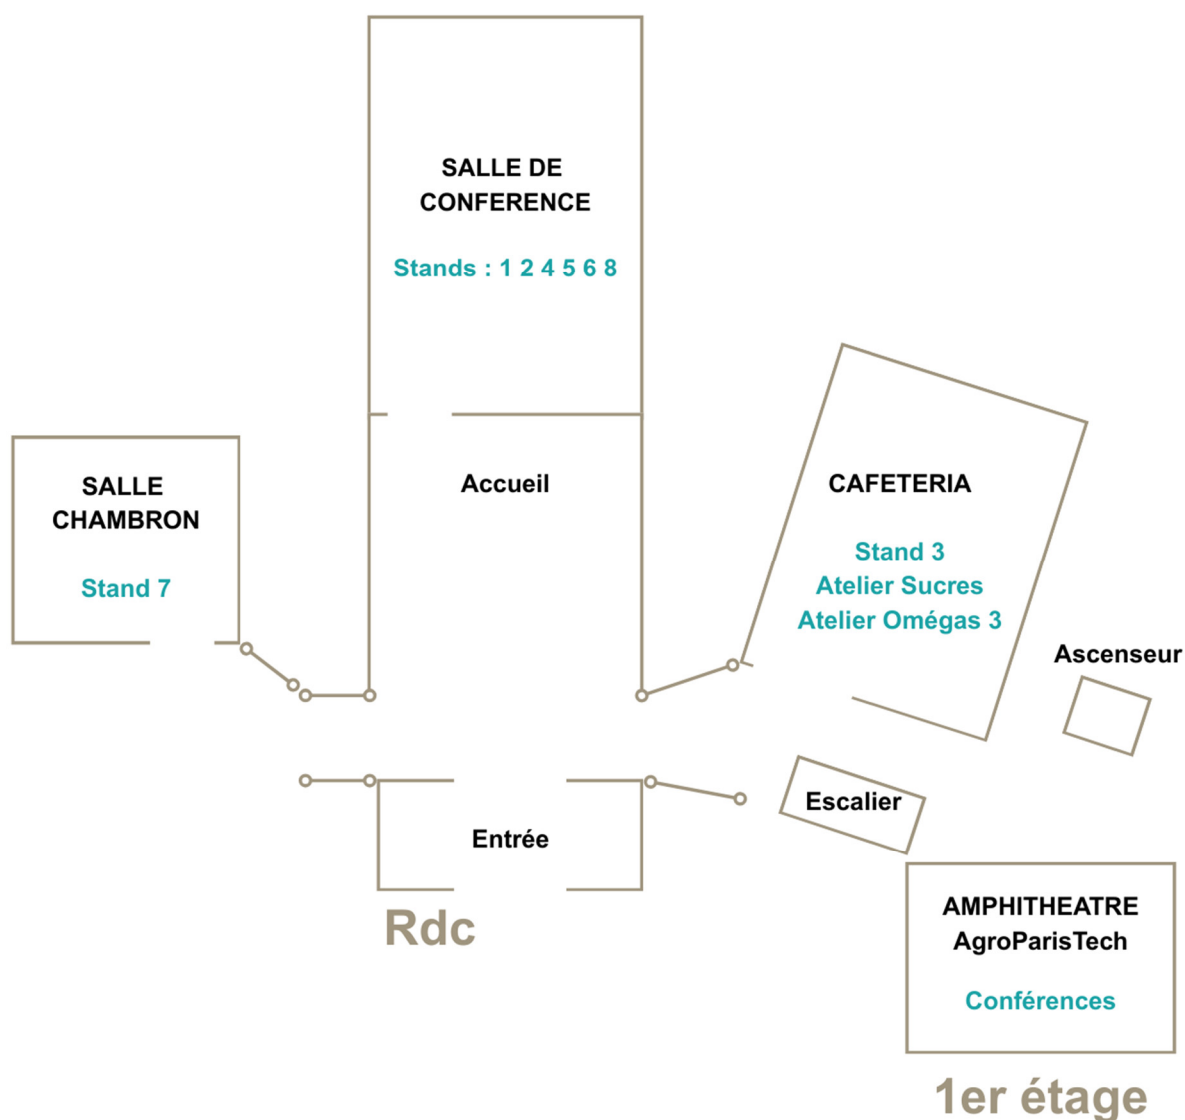 SALLE DE
CONFERENCE
Stands : 1 2 4 5 6 8
SALLE
CHAMBRON
Stand 7
Accueil
CAFETERIA
Stand 3
Atelier Sucres
Atelier Omégas 3
Ascenseur
Escalier
Entrée
Rdc
AMPHITHEATRE
AgroParisTech
Conférences
1er étage